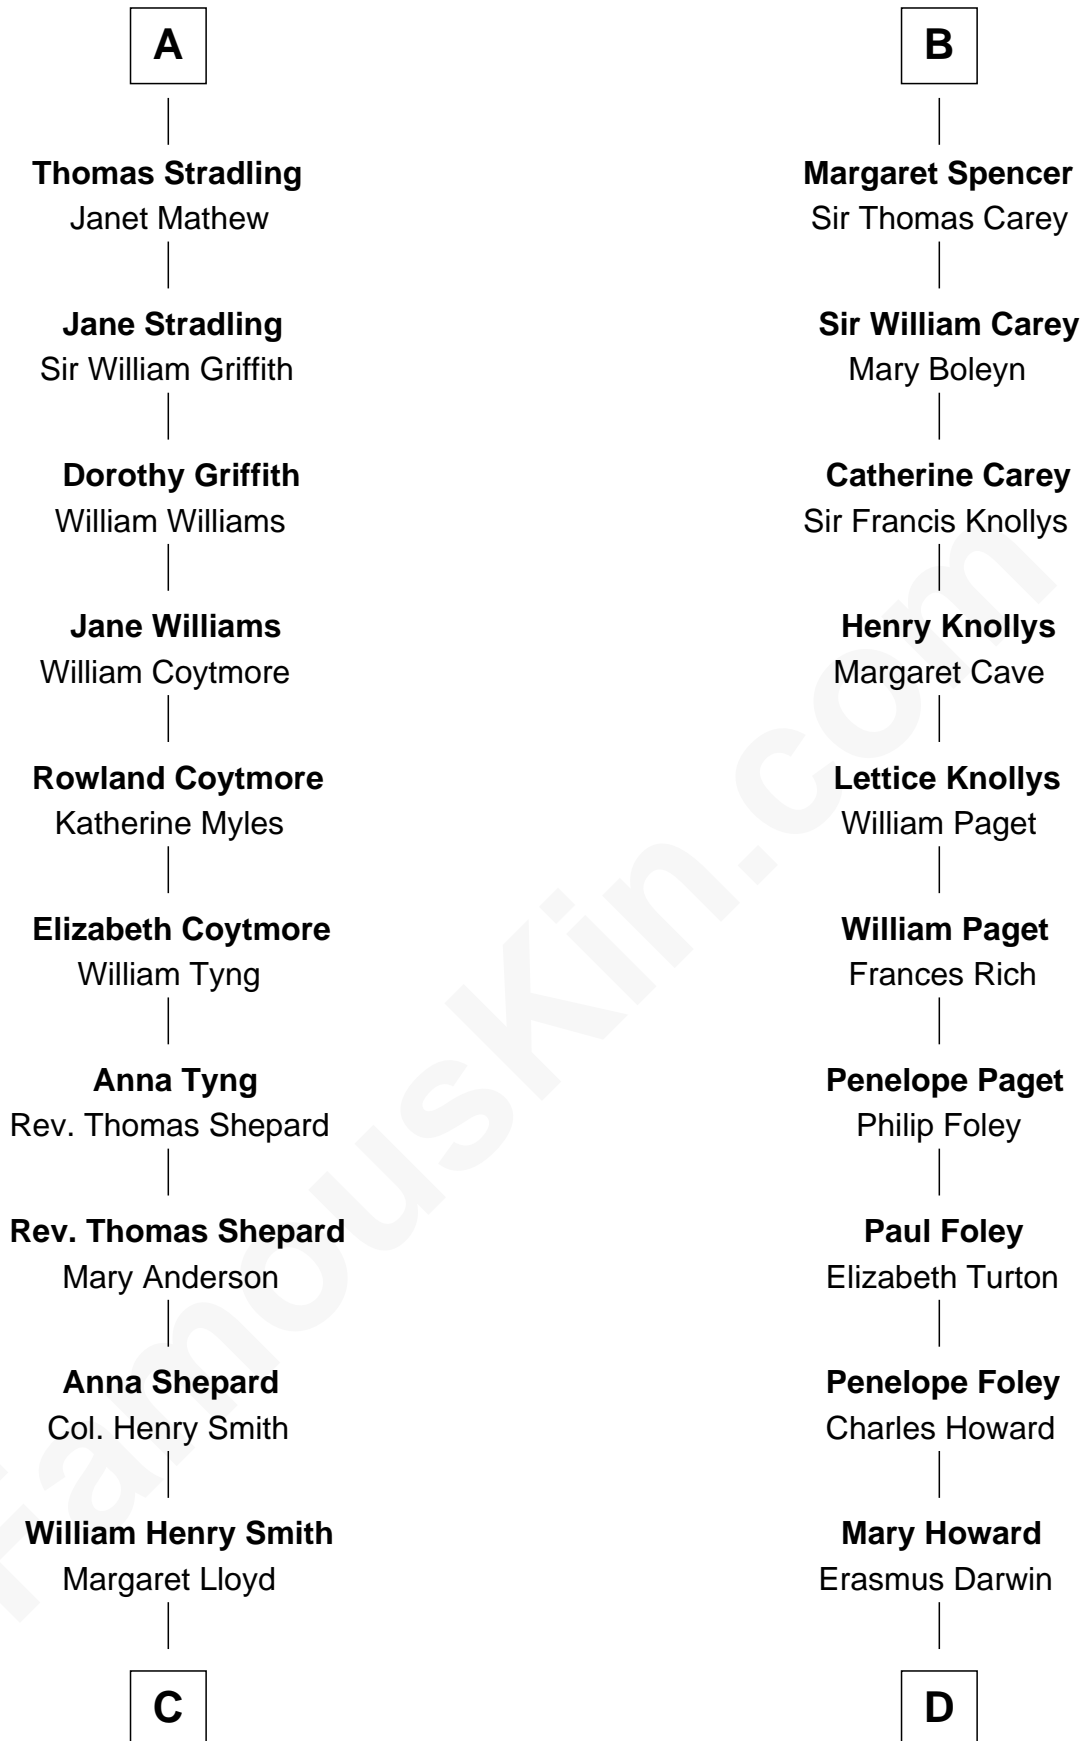 A
Thomas Stradling
Janet Mathew
Jane Stradling
Sir William Griffith
Dorothy Griffith
William Williams
Jane Williams
William Coytmore
Rowland Coytmore
Katherine Myles
Elizabeth Coytmore
William Tyng
Anna Tyng
Rev. Thomas Shepard
Rev. Thomas Shepard
Mary Anderson
Anna Shepard
Col. Henry Smith
William Henry Smith
Margaret Lloyd
C
B
Margaret Spencer
Sir Thomas Carey
Sir William Carey
Mary Boleyn
Catherine Carey
Sir Francis Knollys
Henry Knollys
Margaret Cave
Lettice Knollys
William Paget
William Paget
Frances Rich
Penelope Paget
Philip Foley
Paul Foley
Elizabeth Turton
Penelope Foley
Charles Howard
Mary Howard
Erasmus Darwin
D
FamousKin.com